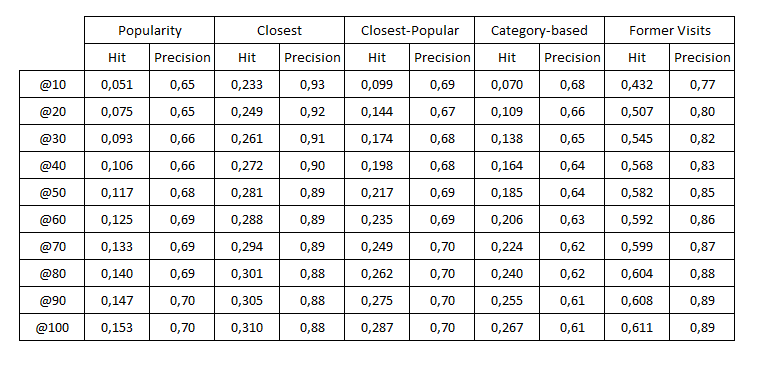 Popularity Closest Closest-Popular Category-based Former Visits
Hit Precision Hit Precision Hit Precision Hit Precision Hit Precision
@10 0,051 0,65 0,233 0,93 0,099 0,69 0,070 0,68 0,432 0,77
@20 0,075 0,65 0,249 0,92 0,144 0,67 0,109 0,66 0,507 0,80
@30 0,093 0,66 0,261 0,91 0,174 0,68 0,138 0,65 0,545 0,82
@40 0,106 0,66 0,272 0,90 0,198 0,68 0,164 0,64 0,568 0,83
@50 0,117 0,68 0,281 0,89 0,217 0,69 0,185 0,64 0,582 0,85
@60 0,125 0,69 0,288 0,89 0,235 0,69 0,206 0,63 0,592 0,86
@70 0,133 0,69 0,294 0,89 0,249 0,70 0,224 0,62 0,599 0,87
@80 0,140 0,69 0,301 0,88 0,262 0,70 0,240 0,62 0,604 0,88
@90 0,147 0,70 0,305 0,88 0,275 0,70 0,255 0,61 0,608 0,89
@100 0,153 0,70 0,310 0,88 0,287 0,70 0,267 0,61 0,611 0,89